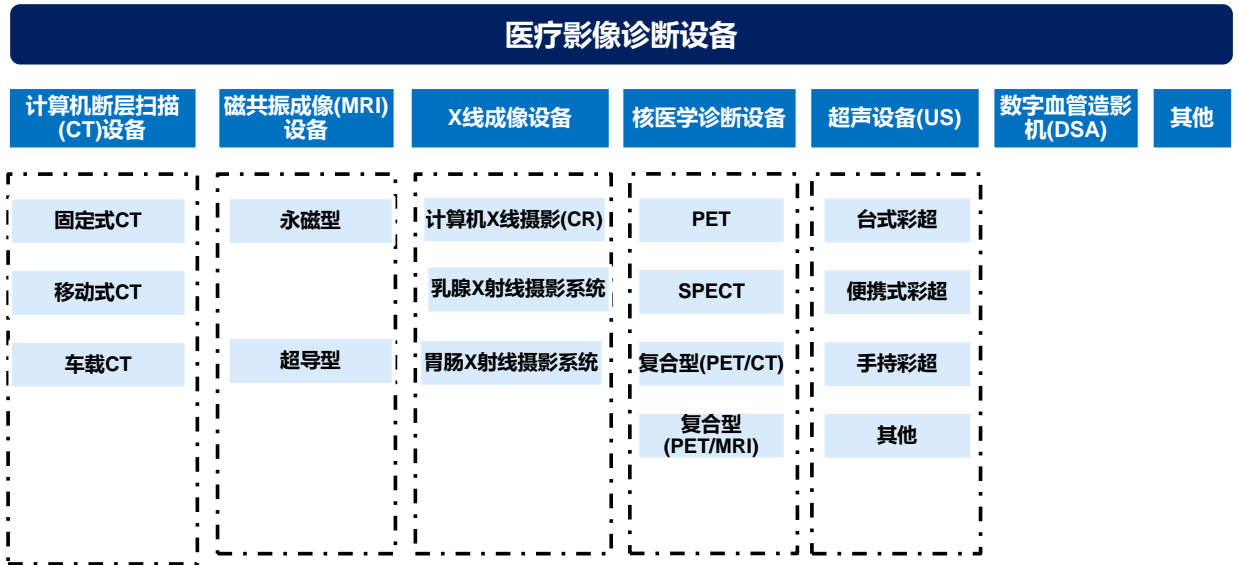 医疗影像诊断设备
计算机断层扫描
(CT)设备
磁共振成像(MRI)
设备
X线成像设备
核医学诊断设备
超声设备(US)
数字血管造影
机(DSA)
其他
固定式CT
移动式CT
车载CT
永磁型
超导型
计算机X线摄影(CR)
乳腺X射线摄影系统
胃肠X射线摄影系统
PET
SPECT
复合型(PET/CT)
复合型
(PET/MRI)
台式彩超
便携式彩超
手持彩超
其他